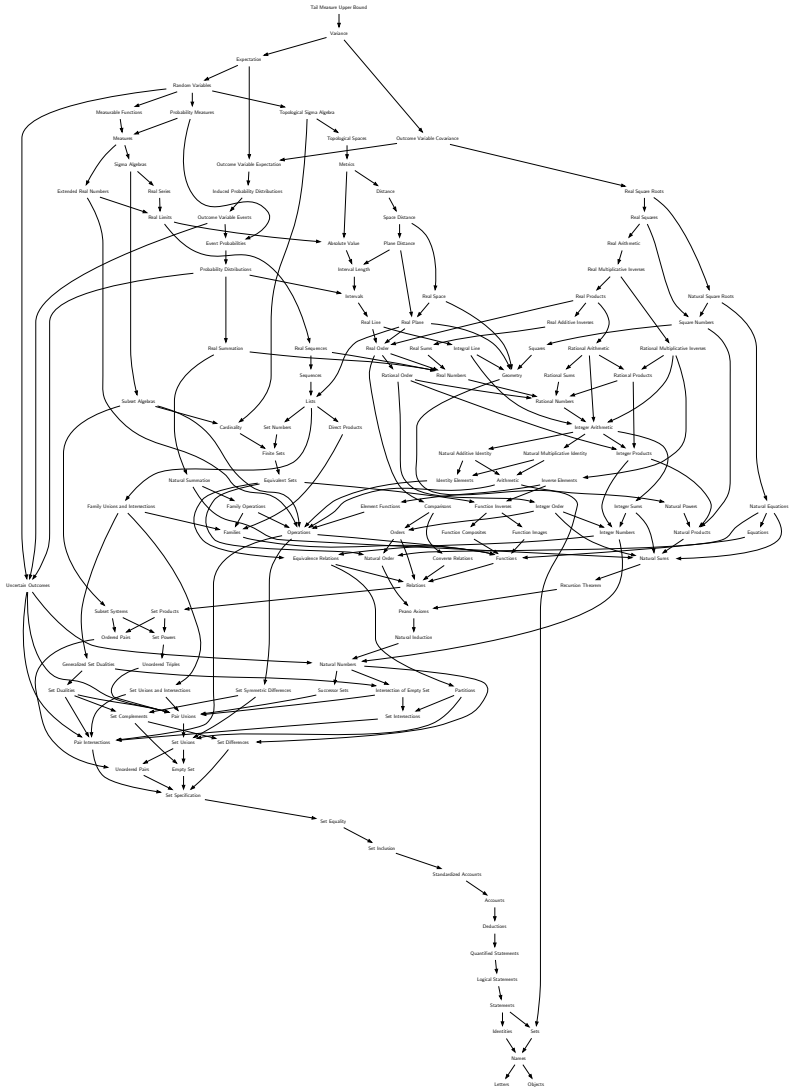 Tail Measure Upper Bound
Variance
Expectation
Random Variables
Measurable Functions
Probability Measures
Topological Sigma Algebra
Measures
Topological Spaces
Outcome Variable Covariance
Sigma Algebras
Outcome Variable Expectation
Metrics
Extended Real Numbers
Real Series
Induced Probability Distributions
Distance
Real Square Roots
Real Limits
Outcome Variable Events
Space Distance
Real Squares
Event Probabilities
Absolute Value
Plane Distance
Real Arithmetic
Probability Distributions
Interval Length
Real Multiplicative Inverses
Intervals
Real Space
Real Products
Natural Square Roots
Real Line
Real Plane
Real Additive Inverses
Square Numbers
Real Summation
Real Sequences
Real Order
Real Sums
Integral Line
Squares
Rational Arithmetic
Rational Multiplicative Inverses
Sequences
Rational Order
Real Numbers
Geometry
Rational Sums
Rational Products
Subset Algebras
Lists
Rational Numbers
Cardinality
Set Numbers
Direct Products
Integer Arithmetic
Finite Sets
Natural Additive Identity
Natural Multiplicative Identity
Integer Products
Natural Summation
Equivalent Sets
Identity Elements
Arithmetic
Inverse Elements
Family Unions and Intersections
Family Operations
Element Functions
Comparisons
Function Inverses
Integer Order
Integer Sums
Natural Powers
Natural Equations
Families
Operations
Orders
Function Composites
Function Images
Integer Numbers
Natural Products
Equations
Equivalence Relations
Natural Order
Converse Relations
Functions
Natural Sums
Uncertain Outcomes
Relations
Recursion Theorem
Subset Systems
Set Products
Peano Axioms
Ordered Pairs
Set Powers
Natural Induction
Generalized Set Dualities
Unordered Triples
Natural Numbers
Set Dualities
Set Unions and Intersections
Set Symmetric Differences
Successor Sets
Intersection of Empty Set
Partitions
Set Complements
Pair Unions
Set Intersections
Pair Intersections
Set Unions
Set Differences
Unordered Pairs
Empty Set
Set Specification
Set Equality
Set Inclusion
Standardized Accounts
Accounts
Deductions
Quantified Statements
Logical Statements
Statements
Identities
Sets
Names
Letters
Objects